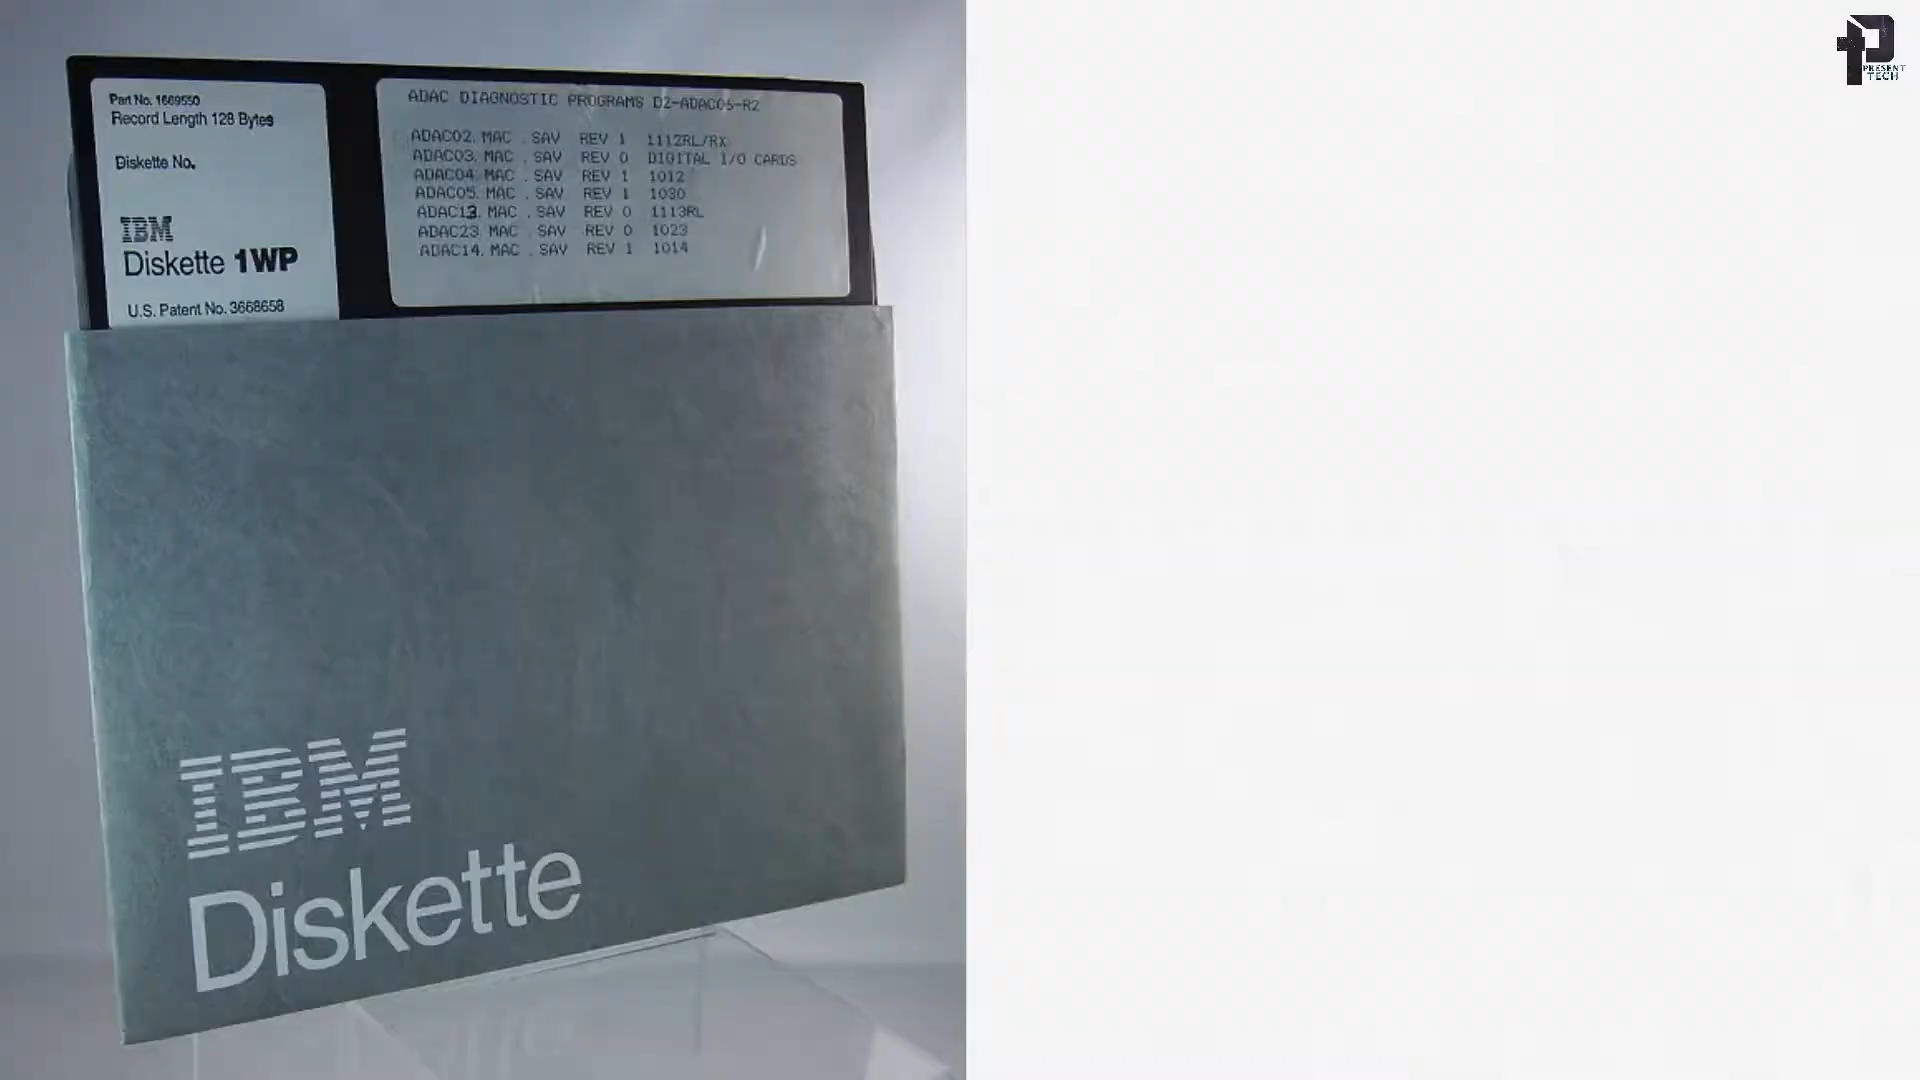 Part No. 1669550
Record Length 128 Bytes
Diskette No.
IBM
Diskette 1WP
U.S. Patent No. 3668658
ADAC DIAGNOSTIC PROGRAMS D2-ADAC05-R2
ADAC02. MAC . SAV REV 1 1112RL/RX
ADAC03. MAC . SAV REV 0 DIGITAL I/O CARDS
ADAC04. MAC . SAV REV 1 1012
ADAC05. MAC . SAV REV 1 1030
ADAC13. MAC . SAV REV 0 1113RL
ADAC23. MAC . SAV REV 0 1023
ADAC14. MAC . SAV REV 1 1014
IBM
Diskette
PRESENT
TECH